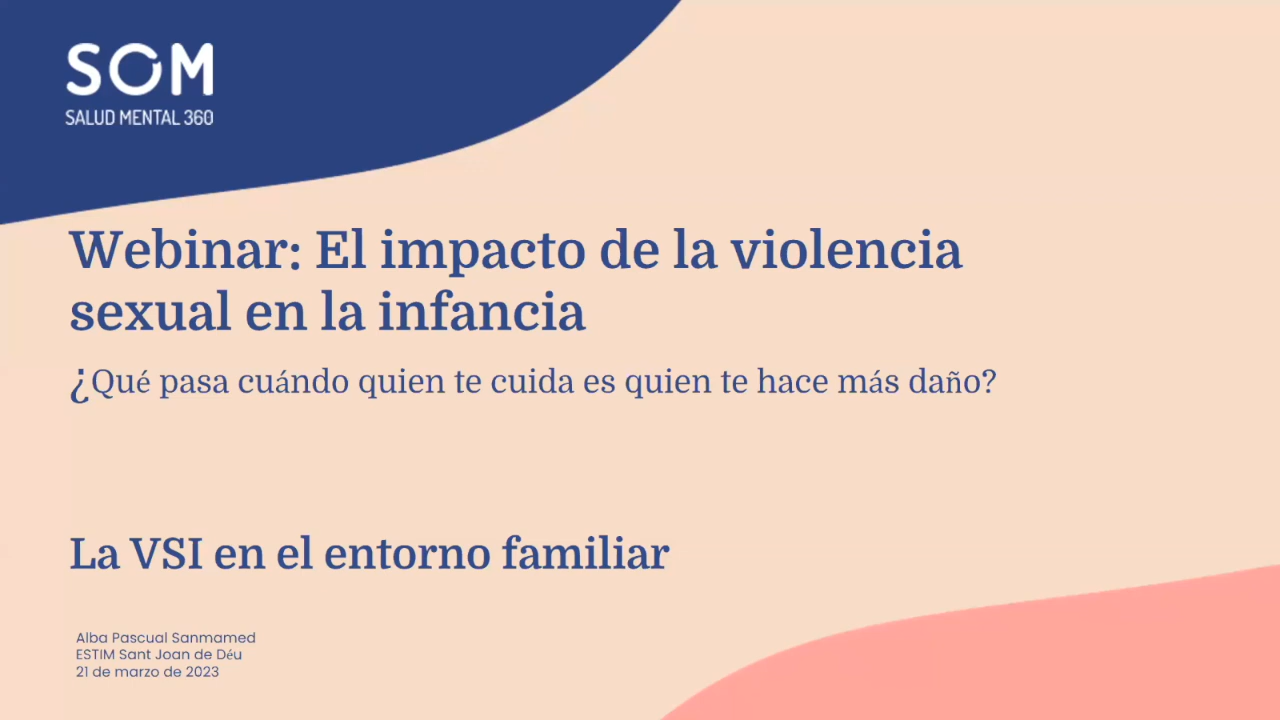 SOM
SALUD MENTAL 360
Webinar: El impacto de la violencia
sexual en la infancia
¿Qué pasa cuándo quien te cuida es quien te hace más daño?
La VSI en el entorno familiar
Alba Pascual Sanmamed
ESTIM Sant Joan de Déu
21 de marzo de 2023